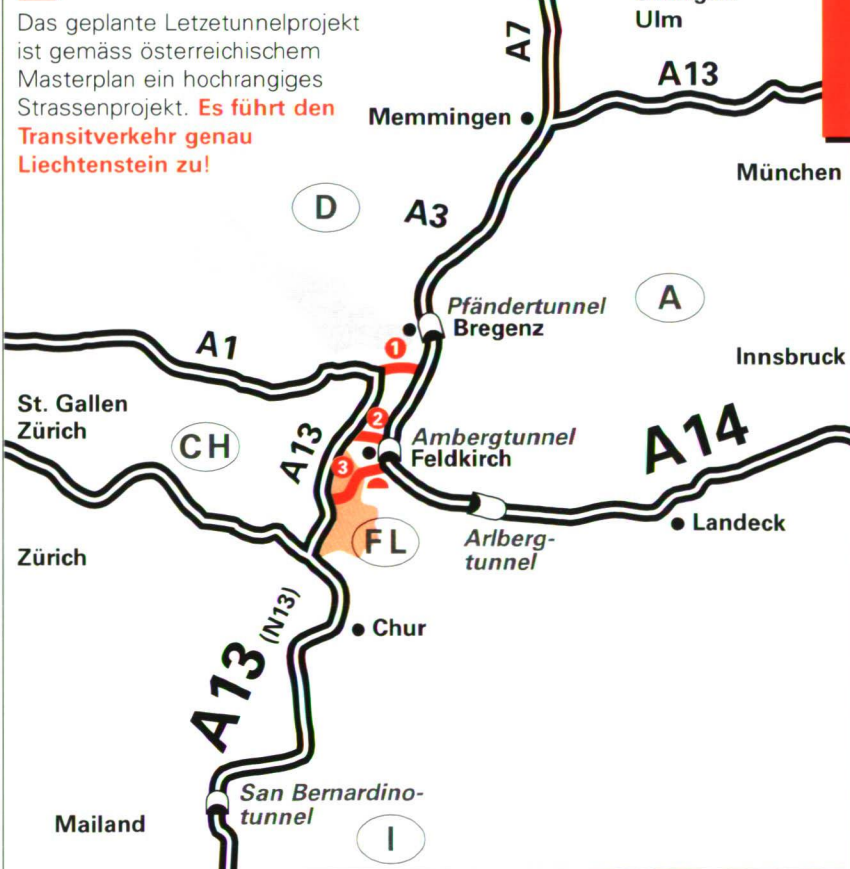 Das geplante Letzetunnelprojekt
ist gemäss österreichischem
Masterplan ein hochrangiges
Strassenprojekt. Es führt den
Transitverkehr genau
Liechtenstein zu!
Ulm
A7
A13
Memmingen
München
D
A3
A
Pfändertunnel
Bregenz
1
A1
Innsbruck
St. Gallen
Zürich
CH
A13
2
Ambergtunnel
Feldkirch
3
A14
Landeck
FL
Arlberg-
tunnel
Zürich
Chur
A13 (N13)
San Bernardino-
tunnel
Mailand
I